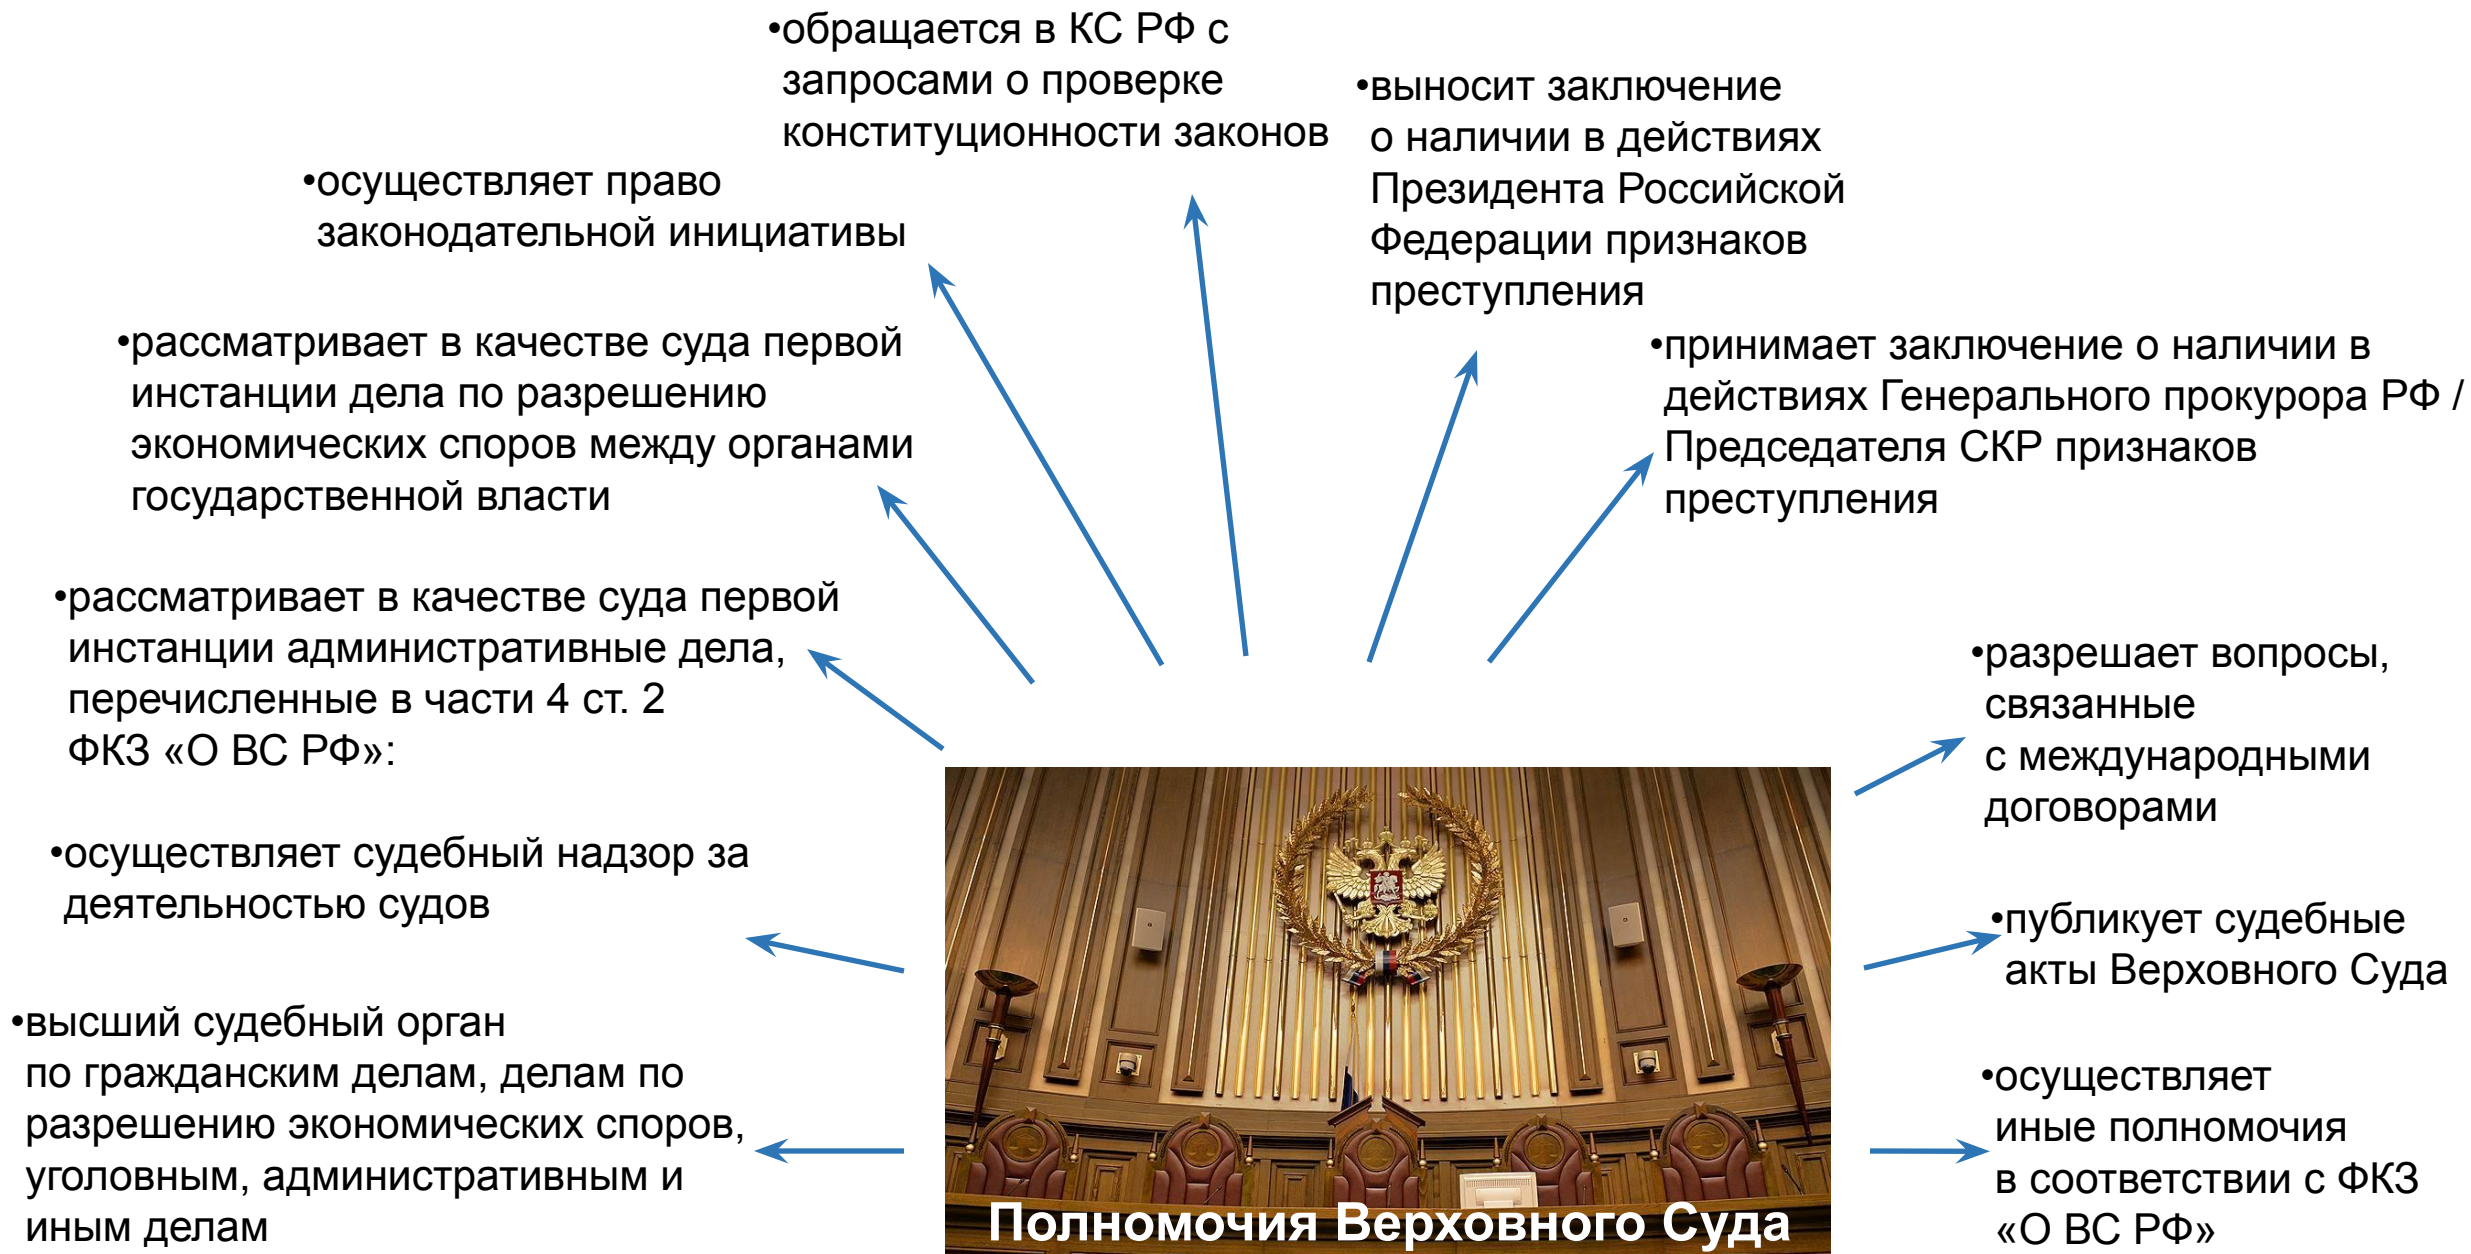 •обращается в КС РФ с
запросами о проверке
конституционности законов
•выносит заключение
о наличии в действиях
Президента Российской
Федерации признаков
преступления
•осуществляет право
законодательной инициативы
•рассматривает в качестве суда первой
инстанции дела по разрешению
экономических споров между органами
государственной власти
•принимает заключение о наличии в
действиях Генерального прокурора РФ /
Председателя СКР признаков
преступления
•рассматривает в качестве суда первой
инстанции административные дела,
перечисленные в части 4 ст. 2
ФКЗ «О ВС РФ»:
•разрешает вопросы,
связанные
с международными
договорами
•осуществляет судебный надзор за
деятельностью судов
•публикует судебные
акты Верховного Суда
•высший судебный орган
по гражданским делам, делам по
разрешению экономических споров,
уголовным, административным и
иным делам
•осуществляет
иные полномочия
в соответствии с ФКЗ
«О ВС РФ»
Полномочия Верховного Суда